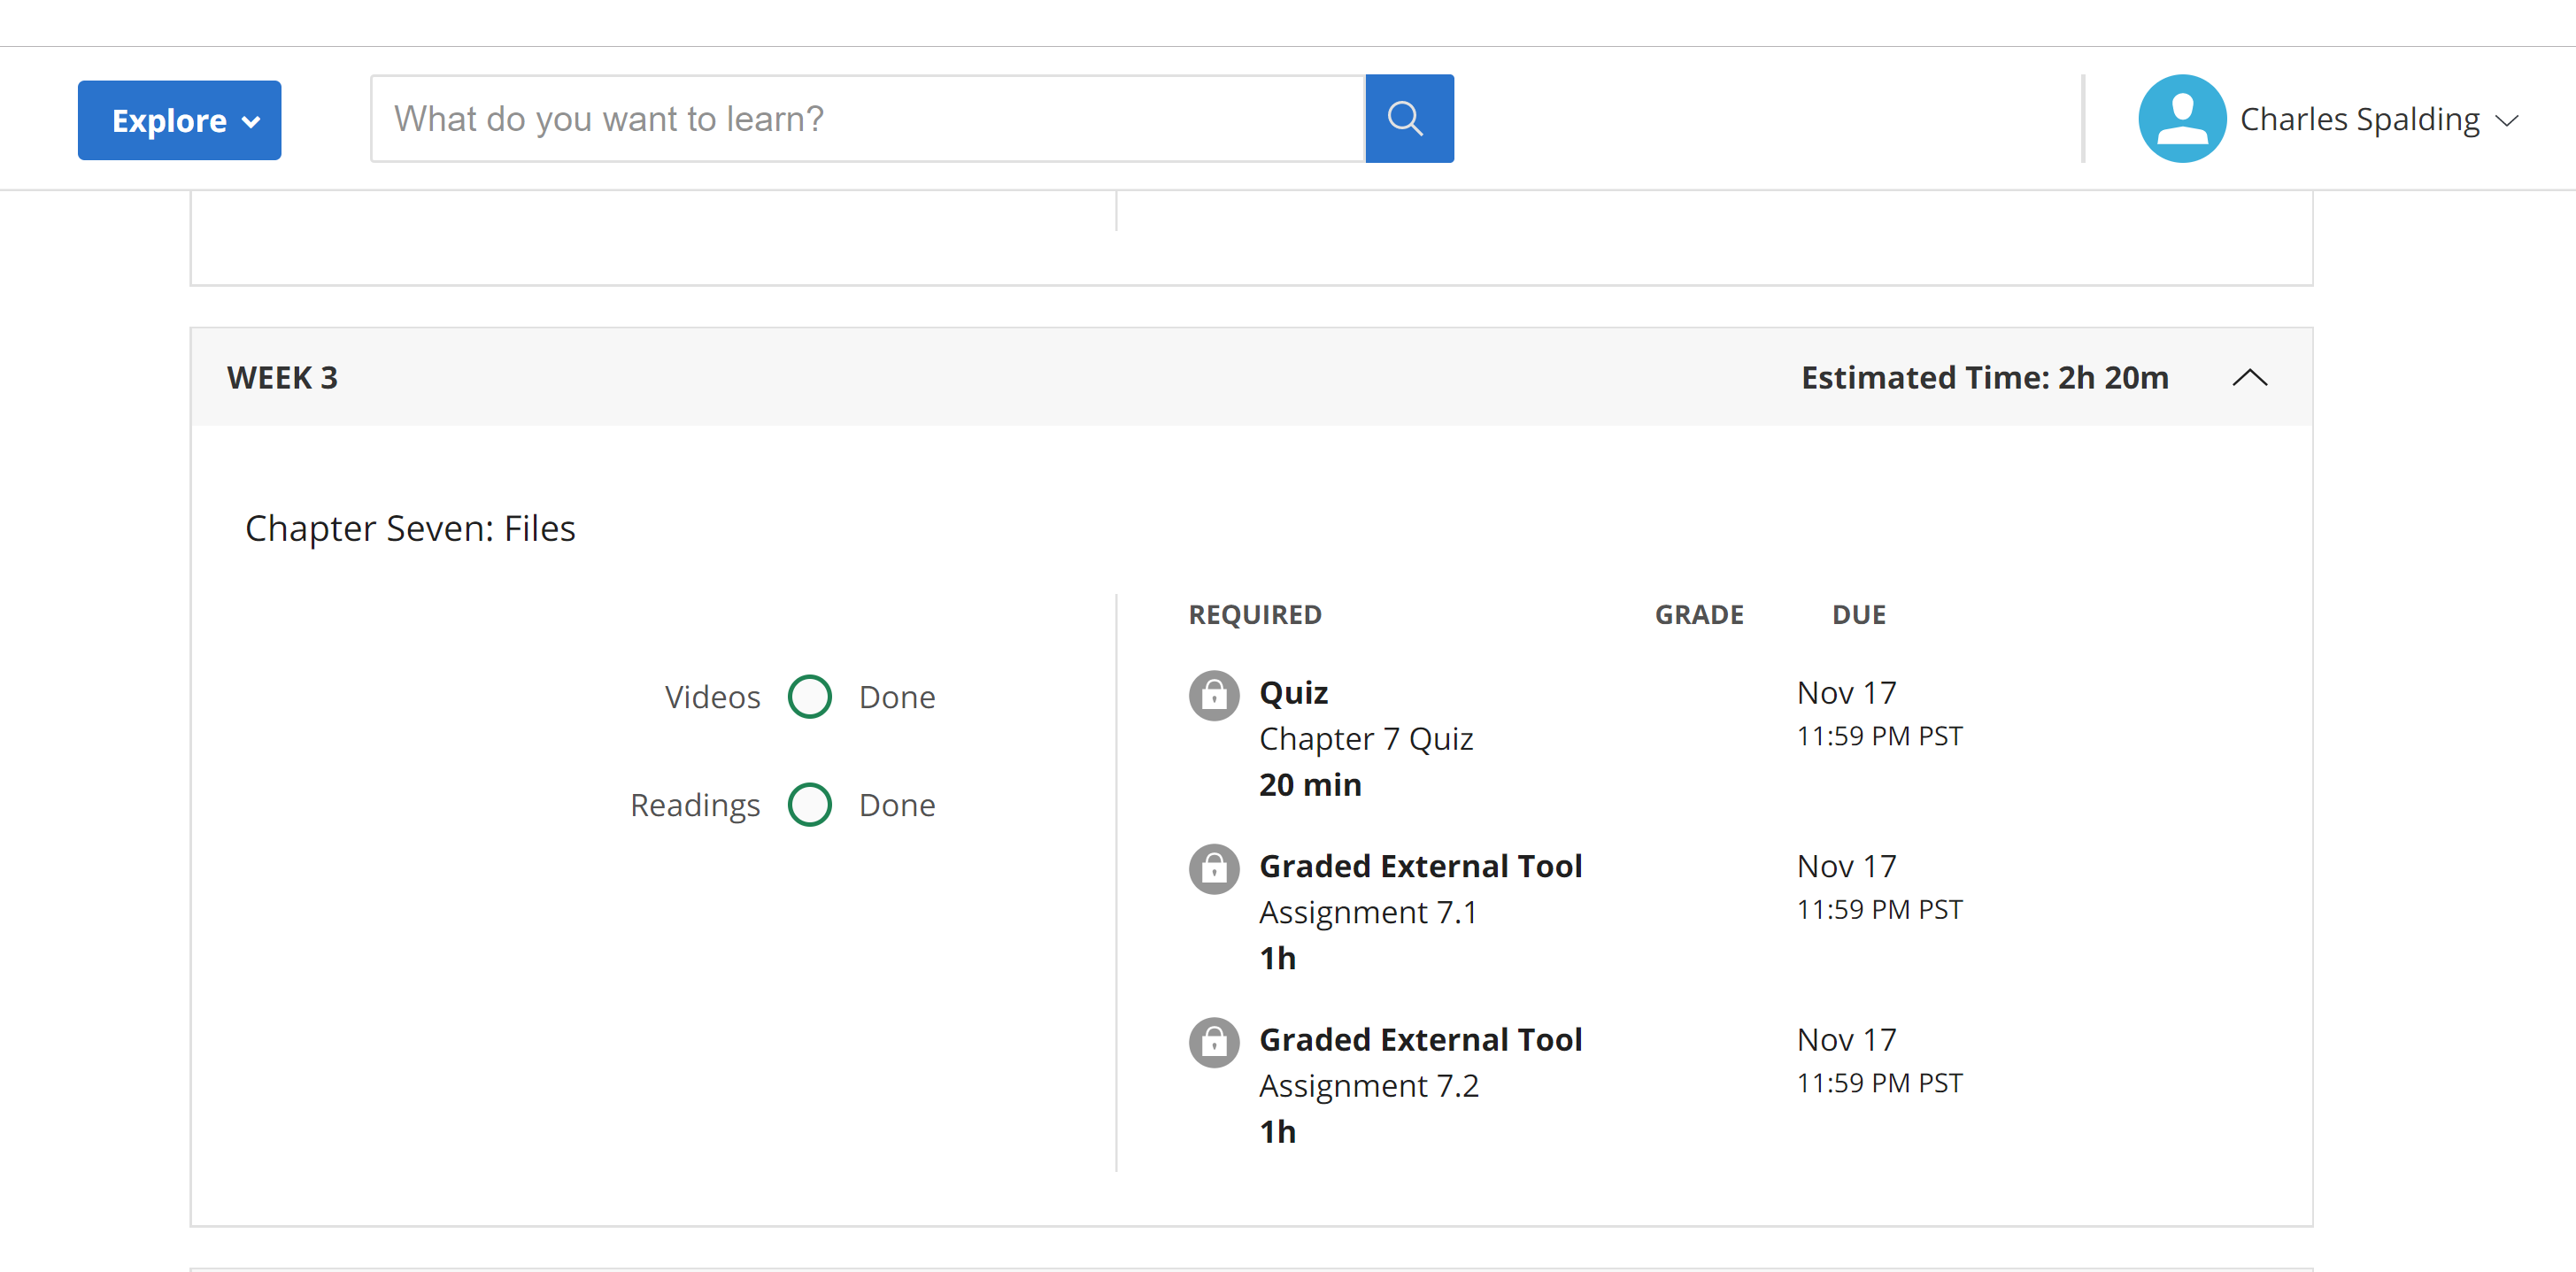 Explore
What do you want to learn?
Charles Spalding
WEEK 3
Estimated Time: 2h 20m
Chapter Seven: Files
Videos Done
Readings Done
REQUIRED GRADE DUE
Quiz Nov 17
Chapter 7 Quiz 11:59 PM PST
20 min
Graded External Tool Nov 17
Assignment 7.1 11:59 PM PST
1h
Graded External Tool Nov 17
Assignment 7.2 11:59 PM PST
1h